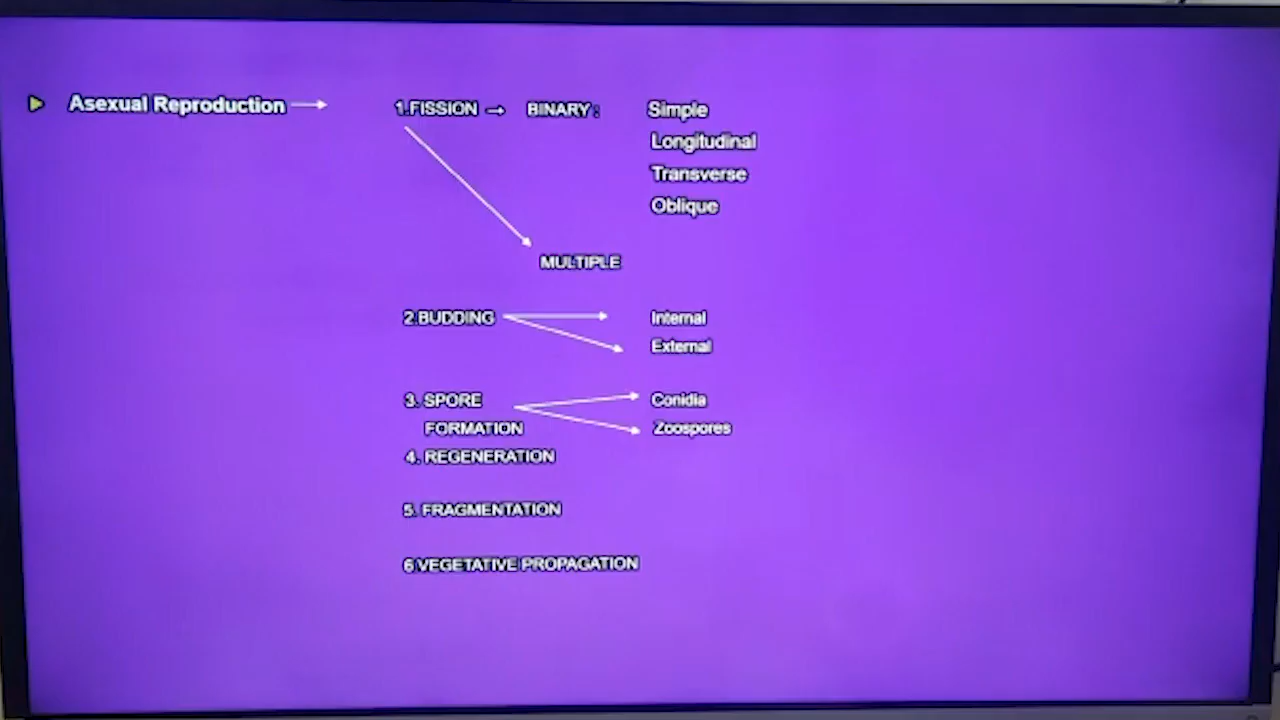 Asexual Reproduction → 1.FISSION → BINARY : Simple
Longitudinal
Transverse
Oblique
MULTIPLE
2.BUDDING Internal
External
3. SPORE Conidia
FORMATION Zoospores
4. REGENERATION
5. FRAGMENTATION
6 VEGETATIVE PROPAGATION